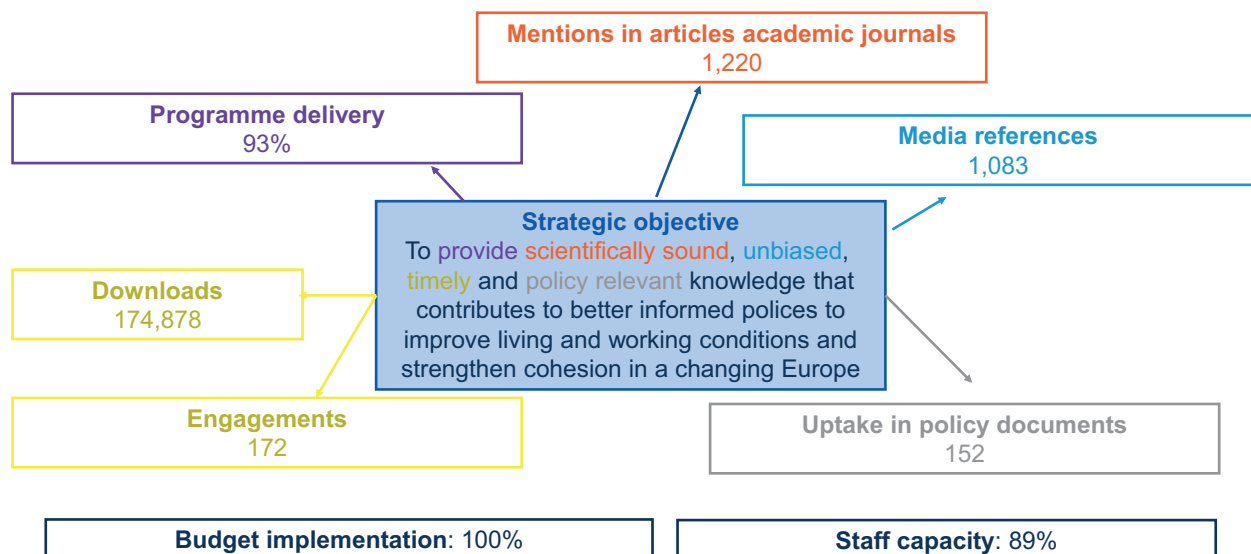 Mentions in articles academic journals
1,220
Programme delivery
93%
Media references
1,083
Strategic objective
To provide scientifically sound, unbiased,
timely and policy relevant knowledge that
contributes to better informed polices to
improve living and working conditions and
strengthen cohesion in a changing Europe
Downloads
174,878
Engagements
172
Uptake in policy documents
152
Budget implementation: 100%
Staff capacity: 89%